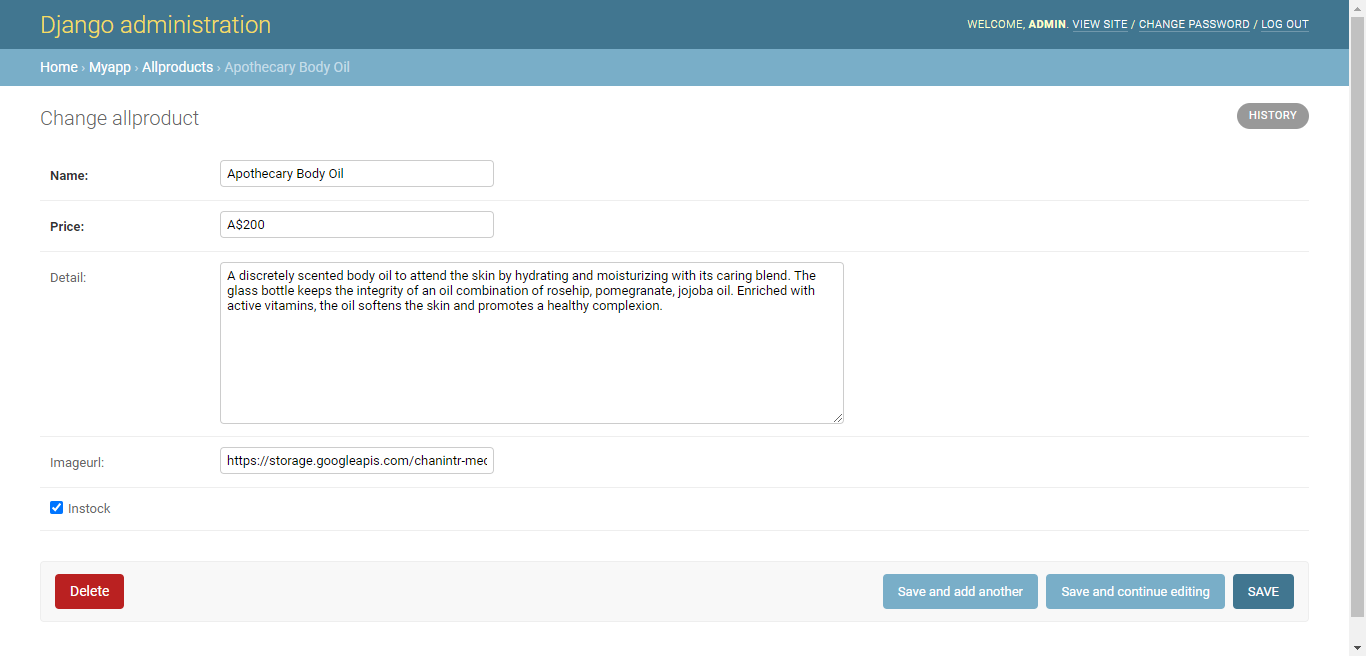 Django administration
WELCOME, ADMIN. VIEW SITE / CHANGE PASSWORD / LOG OUT
Home › Myapp › Allproducts › Apothecary Body Oil
Change allproduct
HISTORY
Name:
Apothecary Body Oil
Price:
A$200
Detail:
A discretely scented body oil to attend the skin by hydrating and moisturizing with its caring blend. The
glass bottle keeps the integrity of an oil combination of rosehip, pomegranate, jojoba oil. Enriched with
active vitamins, the oil softens the skin and promotes a healthy complexion.
Imageurl:
https://storage.googleapis.com/chanintr-mec
Instock
Delete
Save and add another
Save and continue editing
SAVE